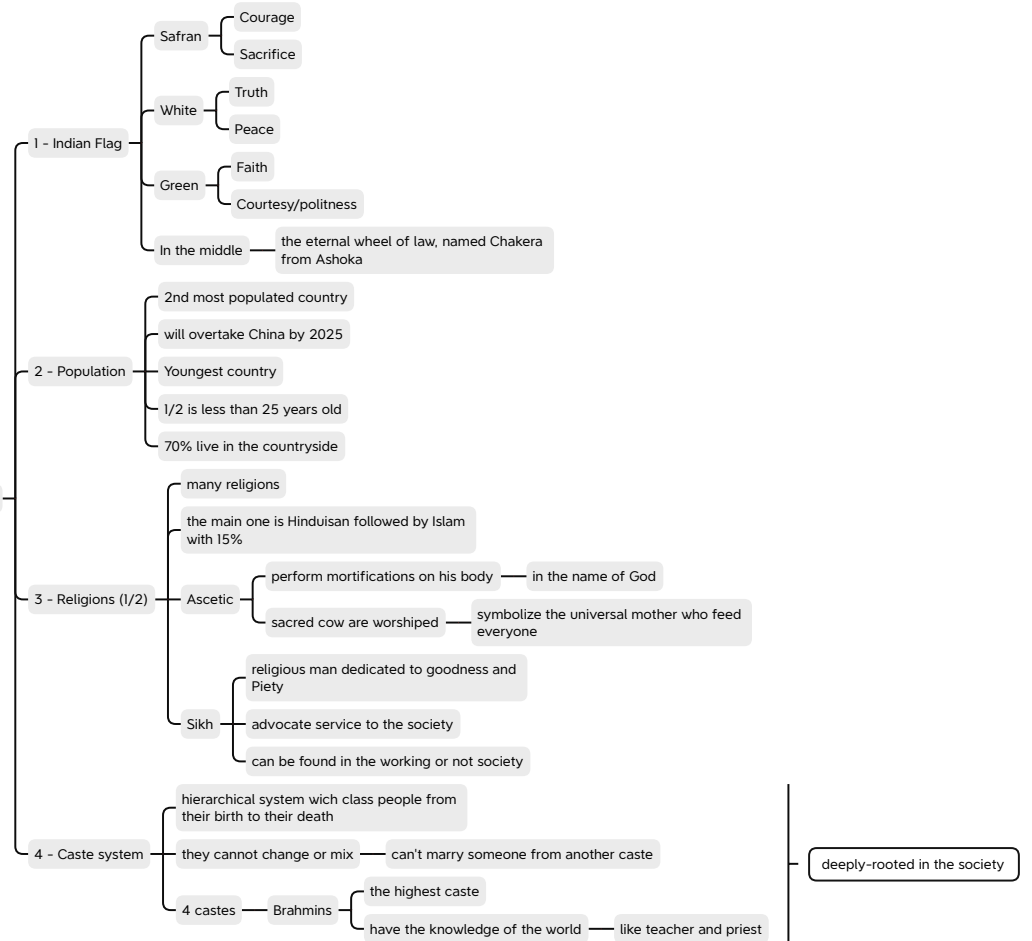 Courage
Safran
Sacrifice
Truth
White
Peace
1 - Indian Flag
Faith
Green
Courtesy/politness
In the middle
the eternal wheel of law, named Chakera
from Ashoka
2nd most populated country
will overtake China by 2025
2 - Population
Youngest country
1/2 is less than 25 years old
70% live in the countryside
many religions
the main one is Hinduisan followed by Islam
with 15%
3 - Religions (1/2)
Ascetic
perform mortifications on his body
in the name of God
sacred cow are worshiped
symbolize the universal mother who feed
everyone
religious man dedicated to goodness and
Piety
Sikh
advocate service to the society
can be found in the working or not society
hierarchical system wich class people from
their birth to their death
4 - Caste system
they cannot change or mix
can't marry someone from another caste
deeply-rooted in the society
4 castes
Brahmins
the highest caste
have the knowledge of the world
like teacher and priest